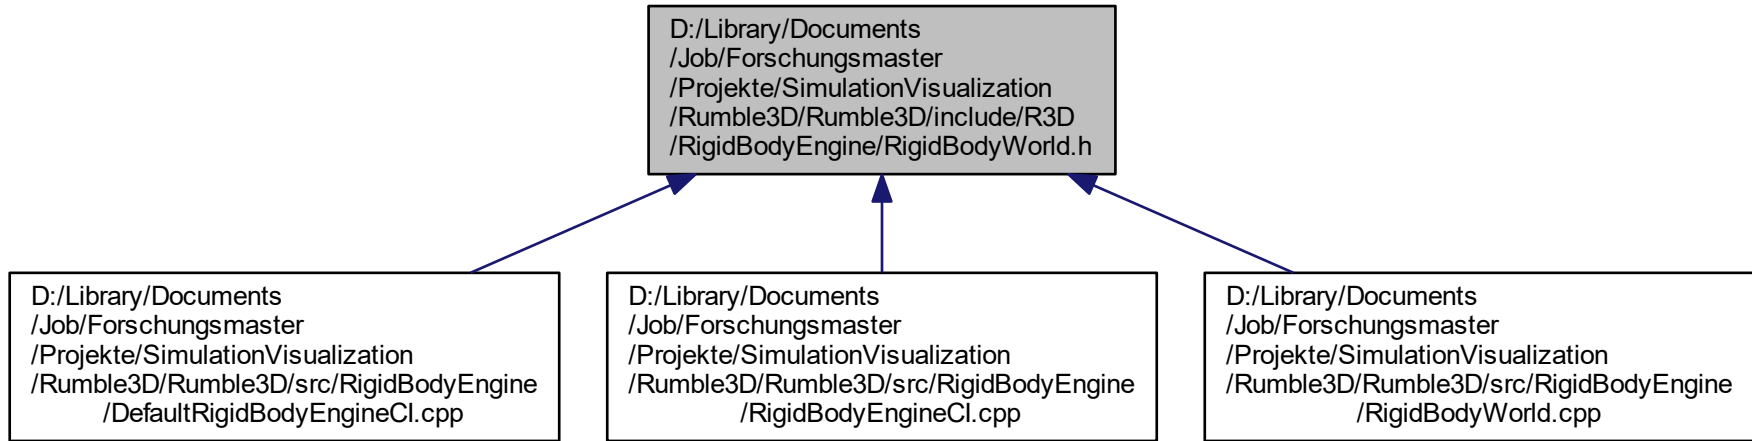 D:/Library/Documents
/Job/Forschungsmaster
/Projekte/SimulationVisualization
/Rumble3D/Rumble3D/include/R3D
/RigidBodyEngine/RigidBodyWorld.h
D:/Library/Documents
/Job/Forschungsmaster
/Projekte/SimulationVisualization
/Rumble3D/Rumble3D/src/RigidBodyEngine
/DefaultRigidBodyEngineCI.cpp
D:/Library/Documents
/Job/Forschungsmaster
/Projekte/SimulationVisualization
/Rumble3D/Rumble3D/src/RigidBodyEngine
/RigidBodyEngineCI.cpp
D:/Library/Documents
/Job/Forschungsmaster
/Projekte/SimulationVisualization
/Rumble3D/Rumble3D/src/RigidBodyEngine
/RigidBodyWorld.cpp